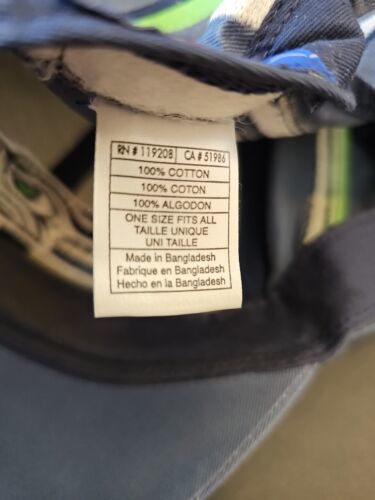 RN # 119208 CA # 51986
100% COTTON
100% COTON
100% ALGODON
ONE SIZE FITS ALL
TAILLE UNIQUE
UNI TAILLE
Made in Bangladesh
Fabrique en Bangladesh
Hecho en la Bangladesh